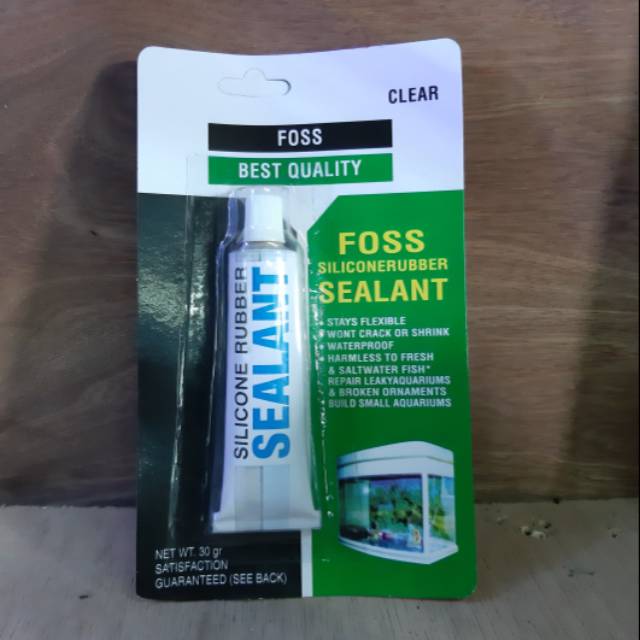 CLEAR
FOSS
BEST QUALITY
FOSS
SILICONERUBBER
SEALANT
STAYS FLEXIBLE
WONT CRACK OR SHRINK
WATERPROOF
HARMLESS TO FRESH
& SALTWATER FISH*
REPAIR LEAKYAQUARIUMS
& BROKEN ORNAMENTS
BUILD SMALL AQUARIUMS
SILICONE RUBBER
SEALANT
NET WT. 30 gr
SATISFACTION
GUARANTEED (SEE BACK)